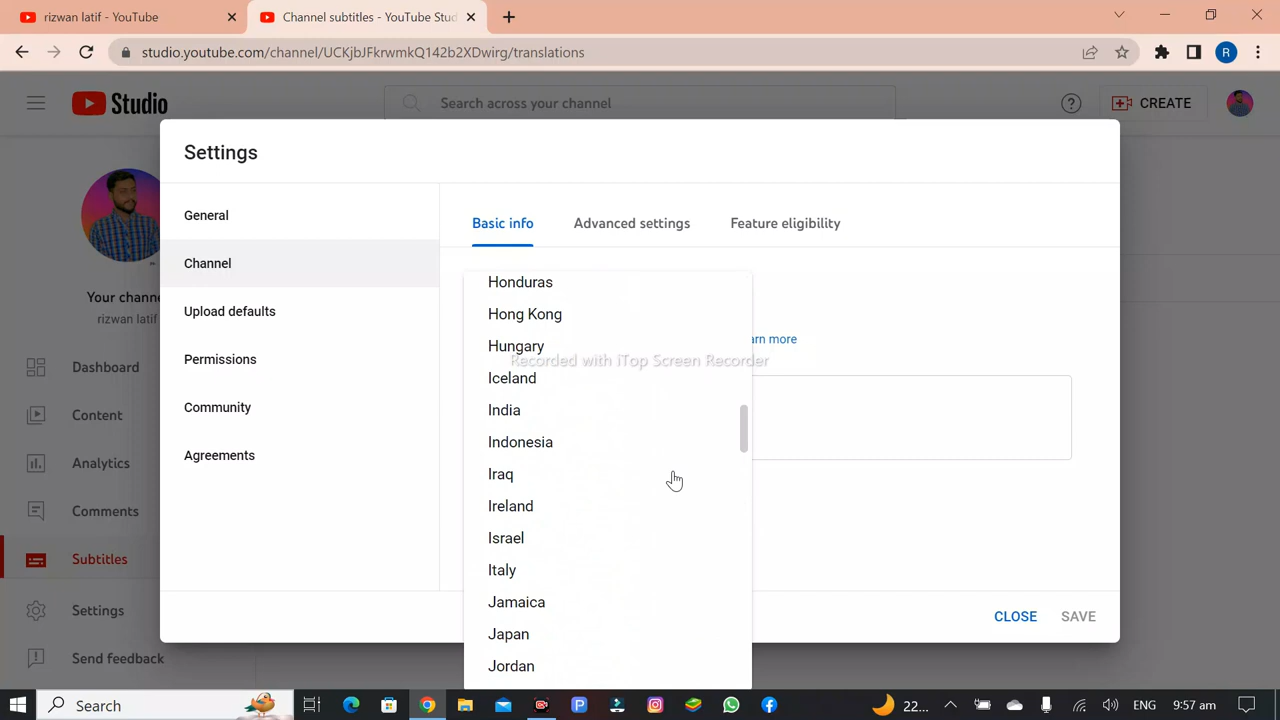 rizwan latif - YouTube
Channel subtitles - YouTube Stud
studio.youtube.com/channel/UCKjbJFkrwmkQ142b2XDwirg/translations
R
Studio
Search across your channel
CREATE
Settings
General
Channel
Upload defaults
Permissions
Community
Agreements
Basic info
Advanced settings
Feature eligibility
Honduras
Hong Kong
Hungary
Iceland
India
Indonesia
Iraq
Ireland
Israel
Italy
Jamaica
Japan
Jordan
arn more
Recorded with iTop Screen Recorder
CLOSE
SAVE
Your chann
rizwan latif
Dashboard
Content
Analytics
Comments
Subtitles
Settings
Send feedback
Search
22...
ENG
9:57 am